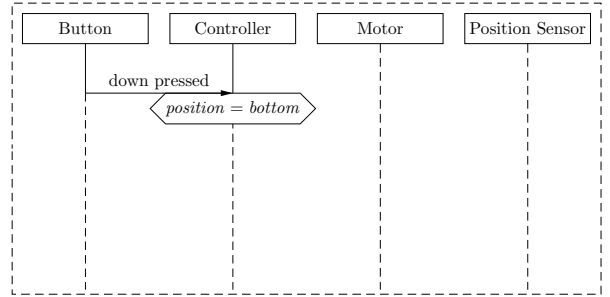 Button
Controller
Motor
Position Sensor
down pressed
position = bottom